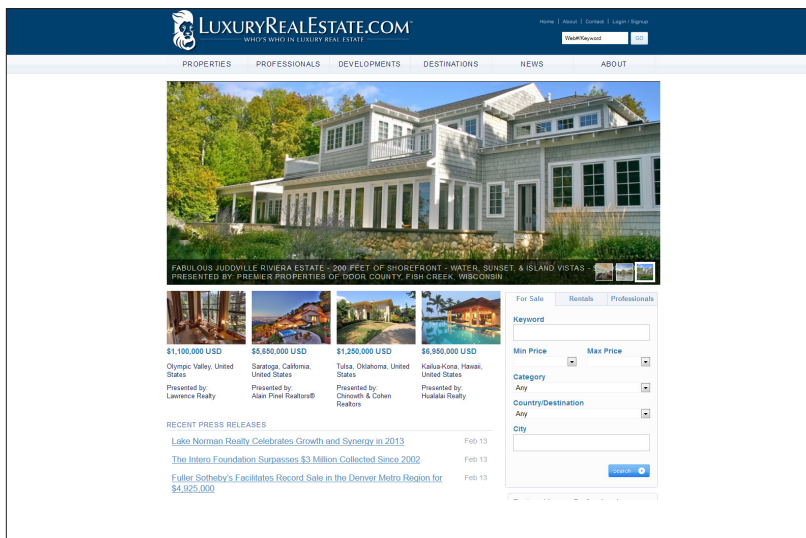 LUXURYREALESTATE.COM™
WHO'S WHO IN LUXURY REAL ESTATE
Home | About | Contact | Login / Signup
Web#/Keyword GO
PROPERTIES PROFESSIONALS DEVELOPMENTS DESTINATIONS NEWS ABOUT
FABULOUS JUDDVILLE RIVIERA ESTATE - 200 FEET OF SHOREFRONT - WATER, SUNSET, & ISLAND VISTAS -
PRESENTED BY: PREMIER PROPERTIES OF DOOR COUNTY, FISH CREEK, WISCONSIN
$1,100,000 USD
Olympic Valley, United
States
Presented by:
Lawrence Realty
$5,650,000 USD
Saratoga, California,
United States
Presented by:
Alain Pinel Realtors®
$1,250,000 USD
Tulsa, Oklahoma, United
States
Presented by:
Chinowth & Cohen
Realtors
$6,950,000 USD
Kailua-Kona, Hawaii,
United States
Presented by:
Hualalai Realty
For Sale Rentals Professionals
Keyword
Min Price Max Price
Category
Any
Country/Destination
Any
City
Search
RECENT PRESS RELEASES
Lake Norman Realty Celebrates Growth and Synergy in 2013 Feb 13
The Intero Foundation Surpasses $3 Million Collected Since 2002 Feb 13
Fuller Sotheby's Facilitates Record Sale in the Denver Metro Region for Feb 13
$4,925,000